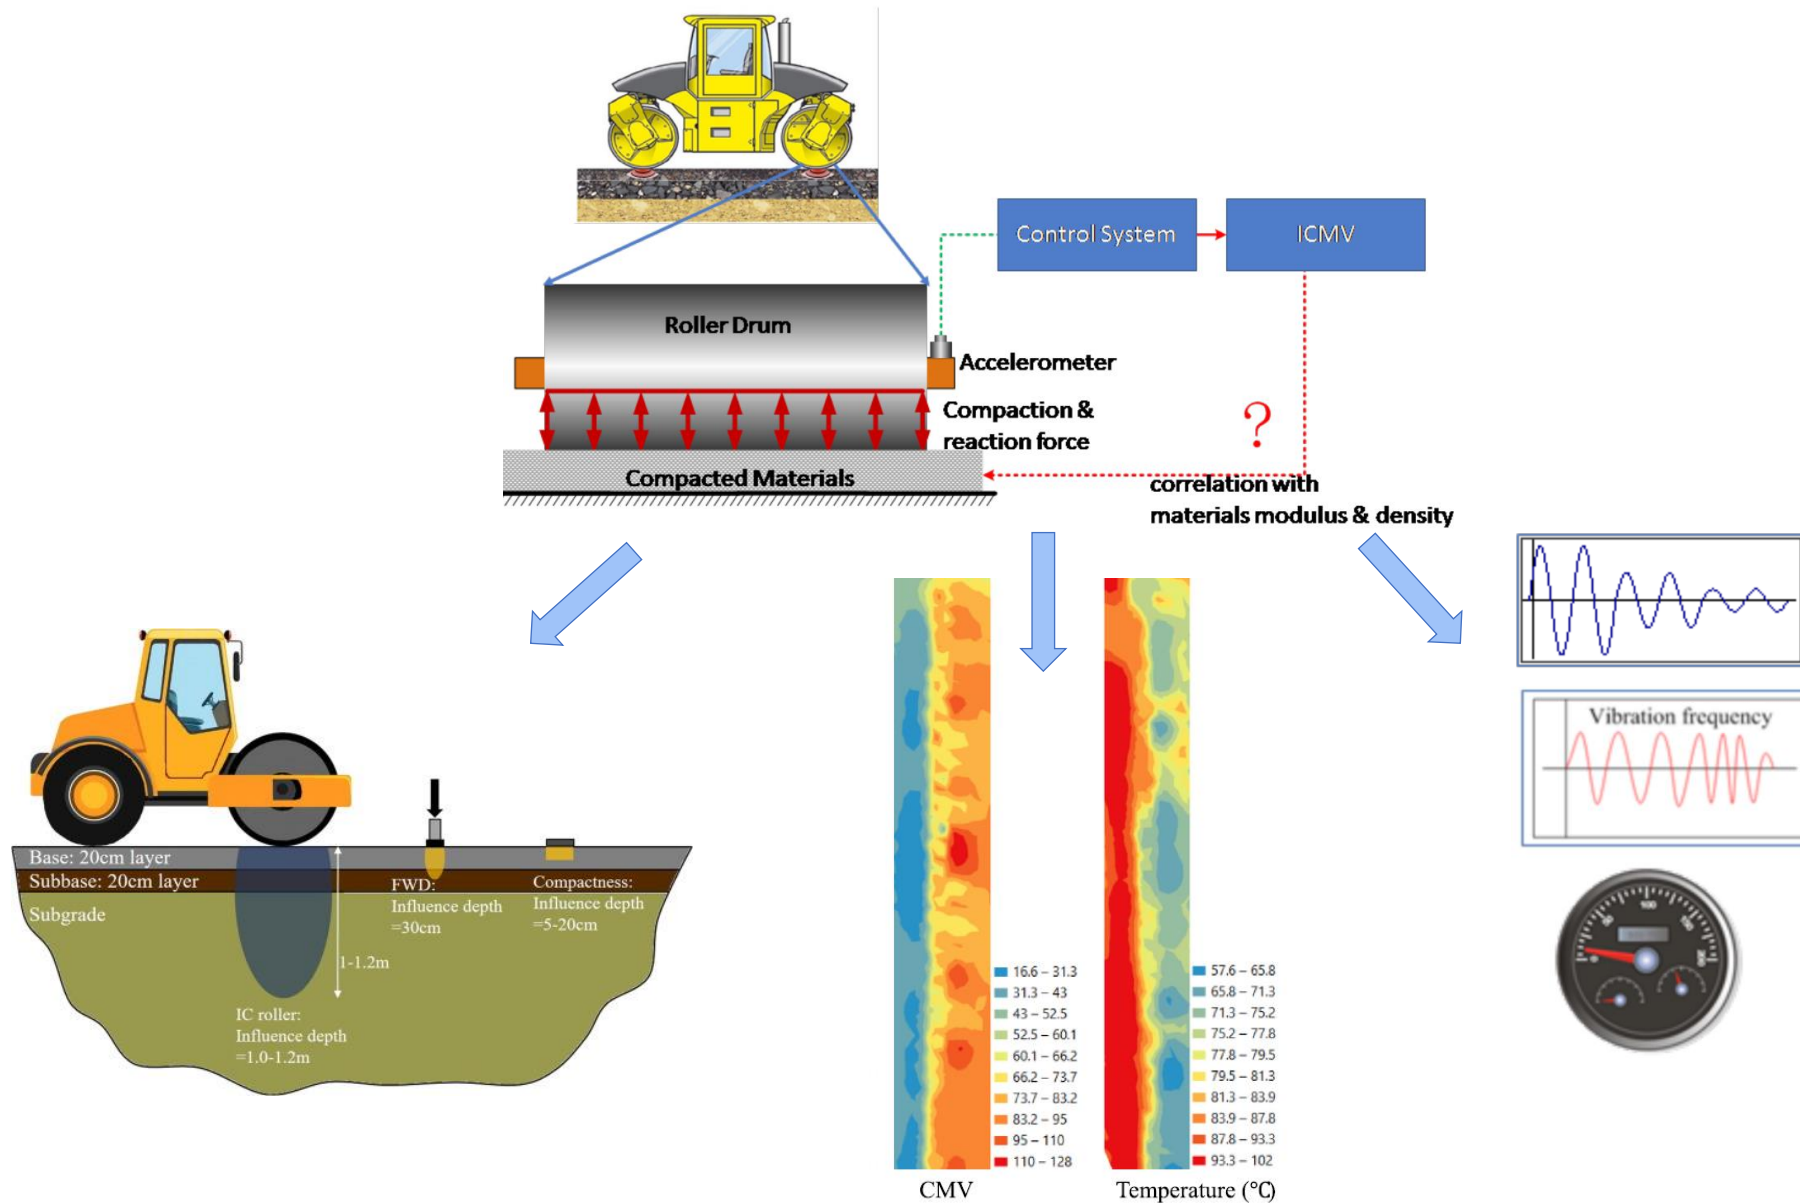 Control System
ICMV
Roller Drum
Accelerometer
Compaction &
reaction force
?
Compacted Materials
correlation with
materials modulus & density
Vibration frequency
Base: 20cm layer
Subbase: 20cm layer
Subgrade
FWD:
Influence depth
=30cm
Compactness:
Influence depth
=5-20cm
1-1.2m
IC roller:
Influence depth
=1.0-1.2m
16.6 – 31.3
31.3 – 43
43 – 52.5
52.5 – 60.1
60.1 – 66.2
66.2 – 73.7
73.7 – 83.2
83.2 – 95
95 – 110
110 – 128
CMV
57.6 – 65.8
65.8 – 71.3
71.3 – 75.2
75.2 – 77.8
77.8 – 79.5
79.5 – 81.3
81.3 – 83.9
83.9 – 87.8
87.8 – 93.3
93.3 – 102
Temperature (℃)
0
50
100
150
200